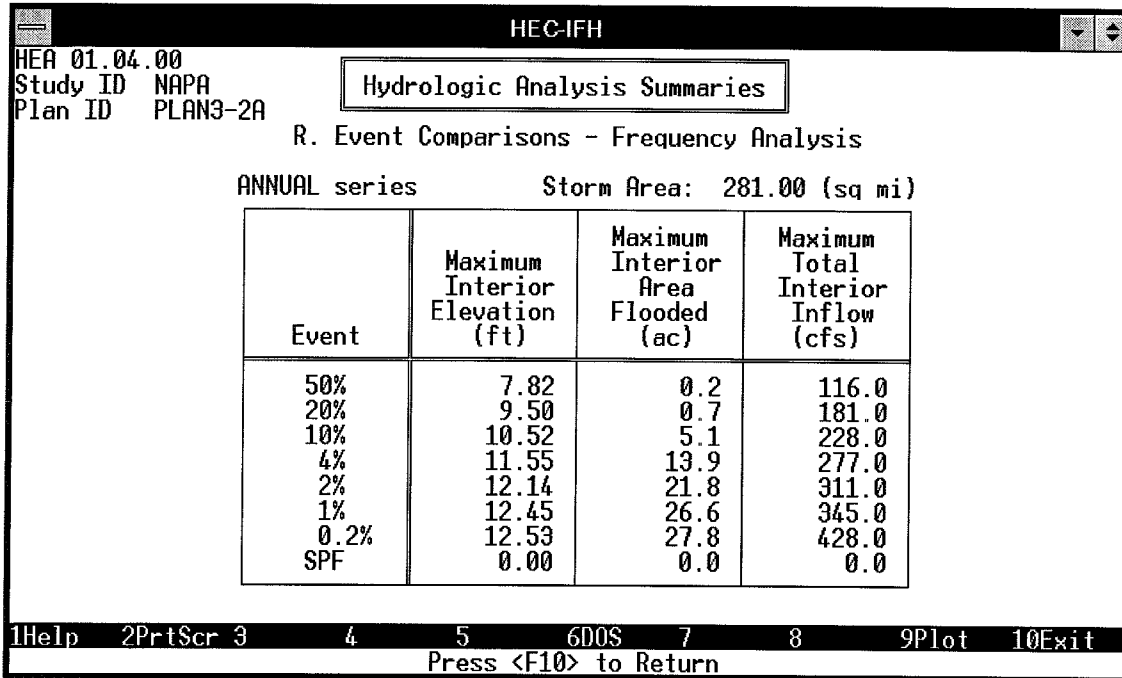 HEC-IFH
HEA 01.04.00
Study ID NAPA
Plan ID PLAN3-2A
Hydrologic Analysis Summaries
R. Event Comparisons - Frequency Analysis
ANNUAL series Storm Area: 281.00 (sq mi)
Event Maximum Interior Elevation (ft) Maximum Interior Area Flooded (ac) Maximum Total Interior Inflow (cfs)
50% 7.82 0.2 116.0
20% 9.50 0.7 181.0
10% 10.52 5.1 228.0
4% 11.55 13.9 277.0
2% 12.14 21.8 311.0
1% 12.45 26.6 345.0
0.2% 12.53 27.8 428.0
SPF 0.00 0.0 0.0
1Help 2PrtScr 3 4 5 6DOS 7 8 9Plot 10Exit
Press <F10> to Return